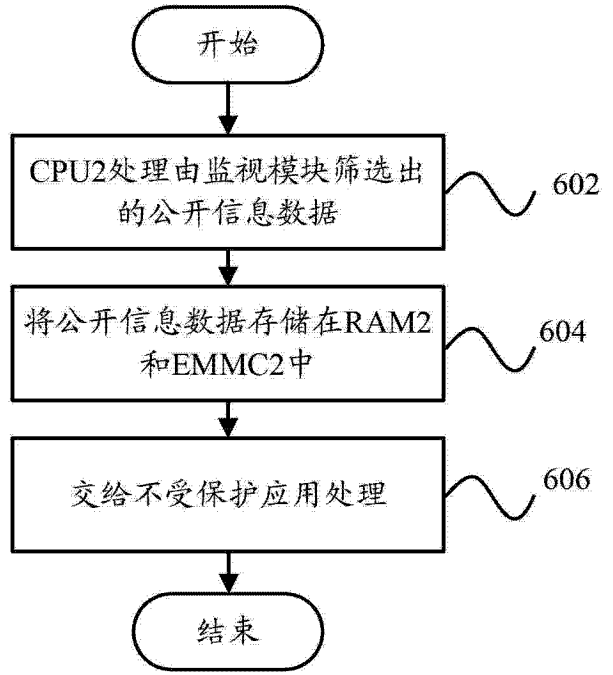 开始
CPU2处理由监视模块筛选出
的公开信息数据
602
将公开信息数据存储在RAM2
和EMMC2中
604
交给不受保护应用处理
606
结束